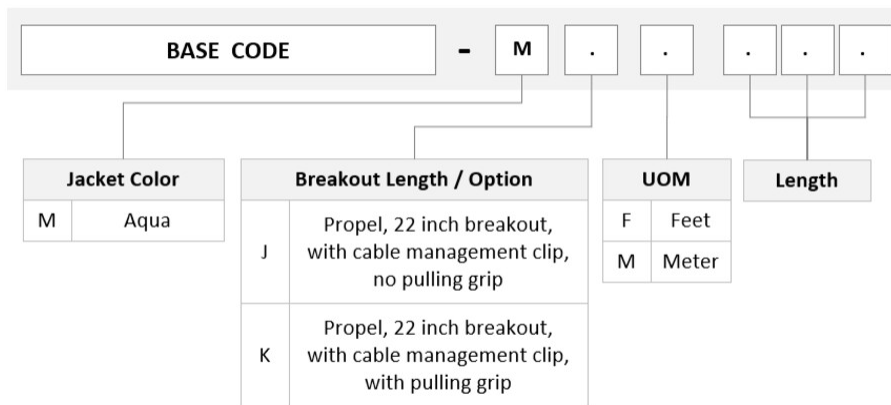 BASE CODE - M . . . . .
Jacket Color
M Aqua
Breakout Length / Option
J Propel, 22 inch breakout,
with cable management clip,
no pulling grip
K Propel, 22 inch breakout,
with cable management clip,
with pulling grip
UOM
F Feet
M Meter
Length